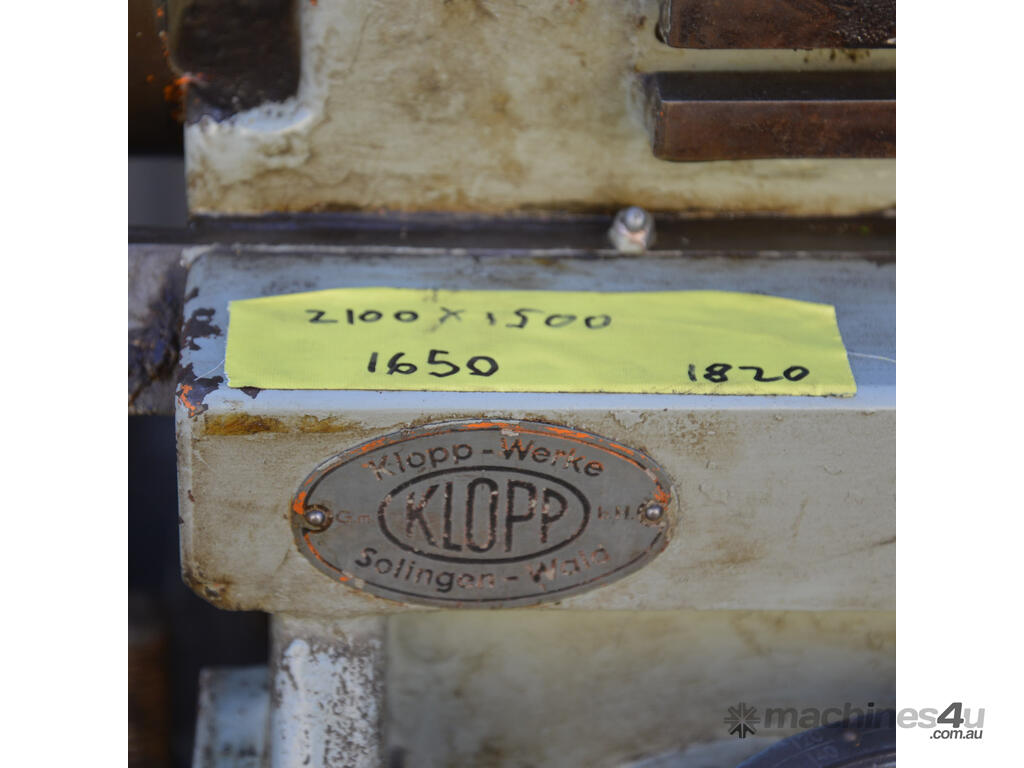 2100 x 1500
1650 1820
Klopp-Werke
G.m. KLOPP b.H.
Solingen-Wald
machines4u
.com.au